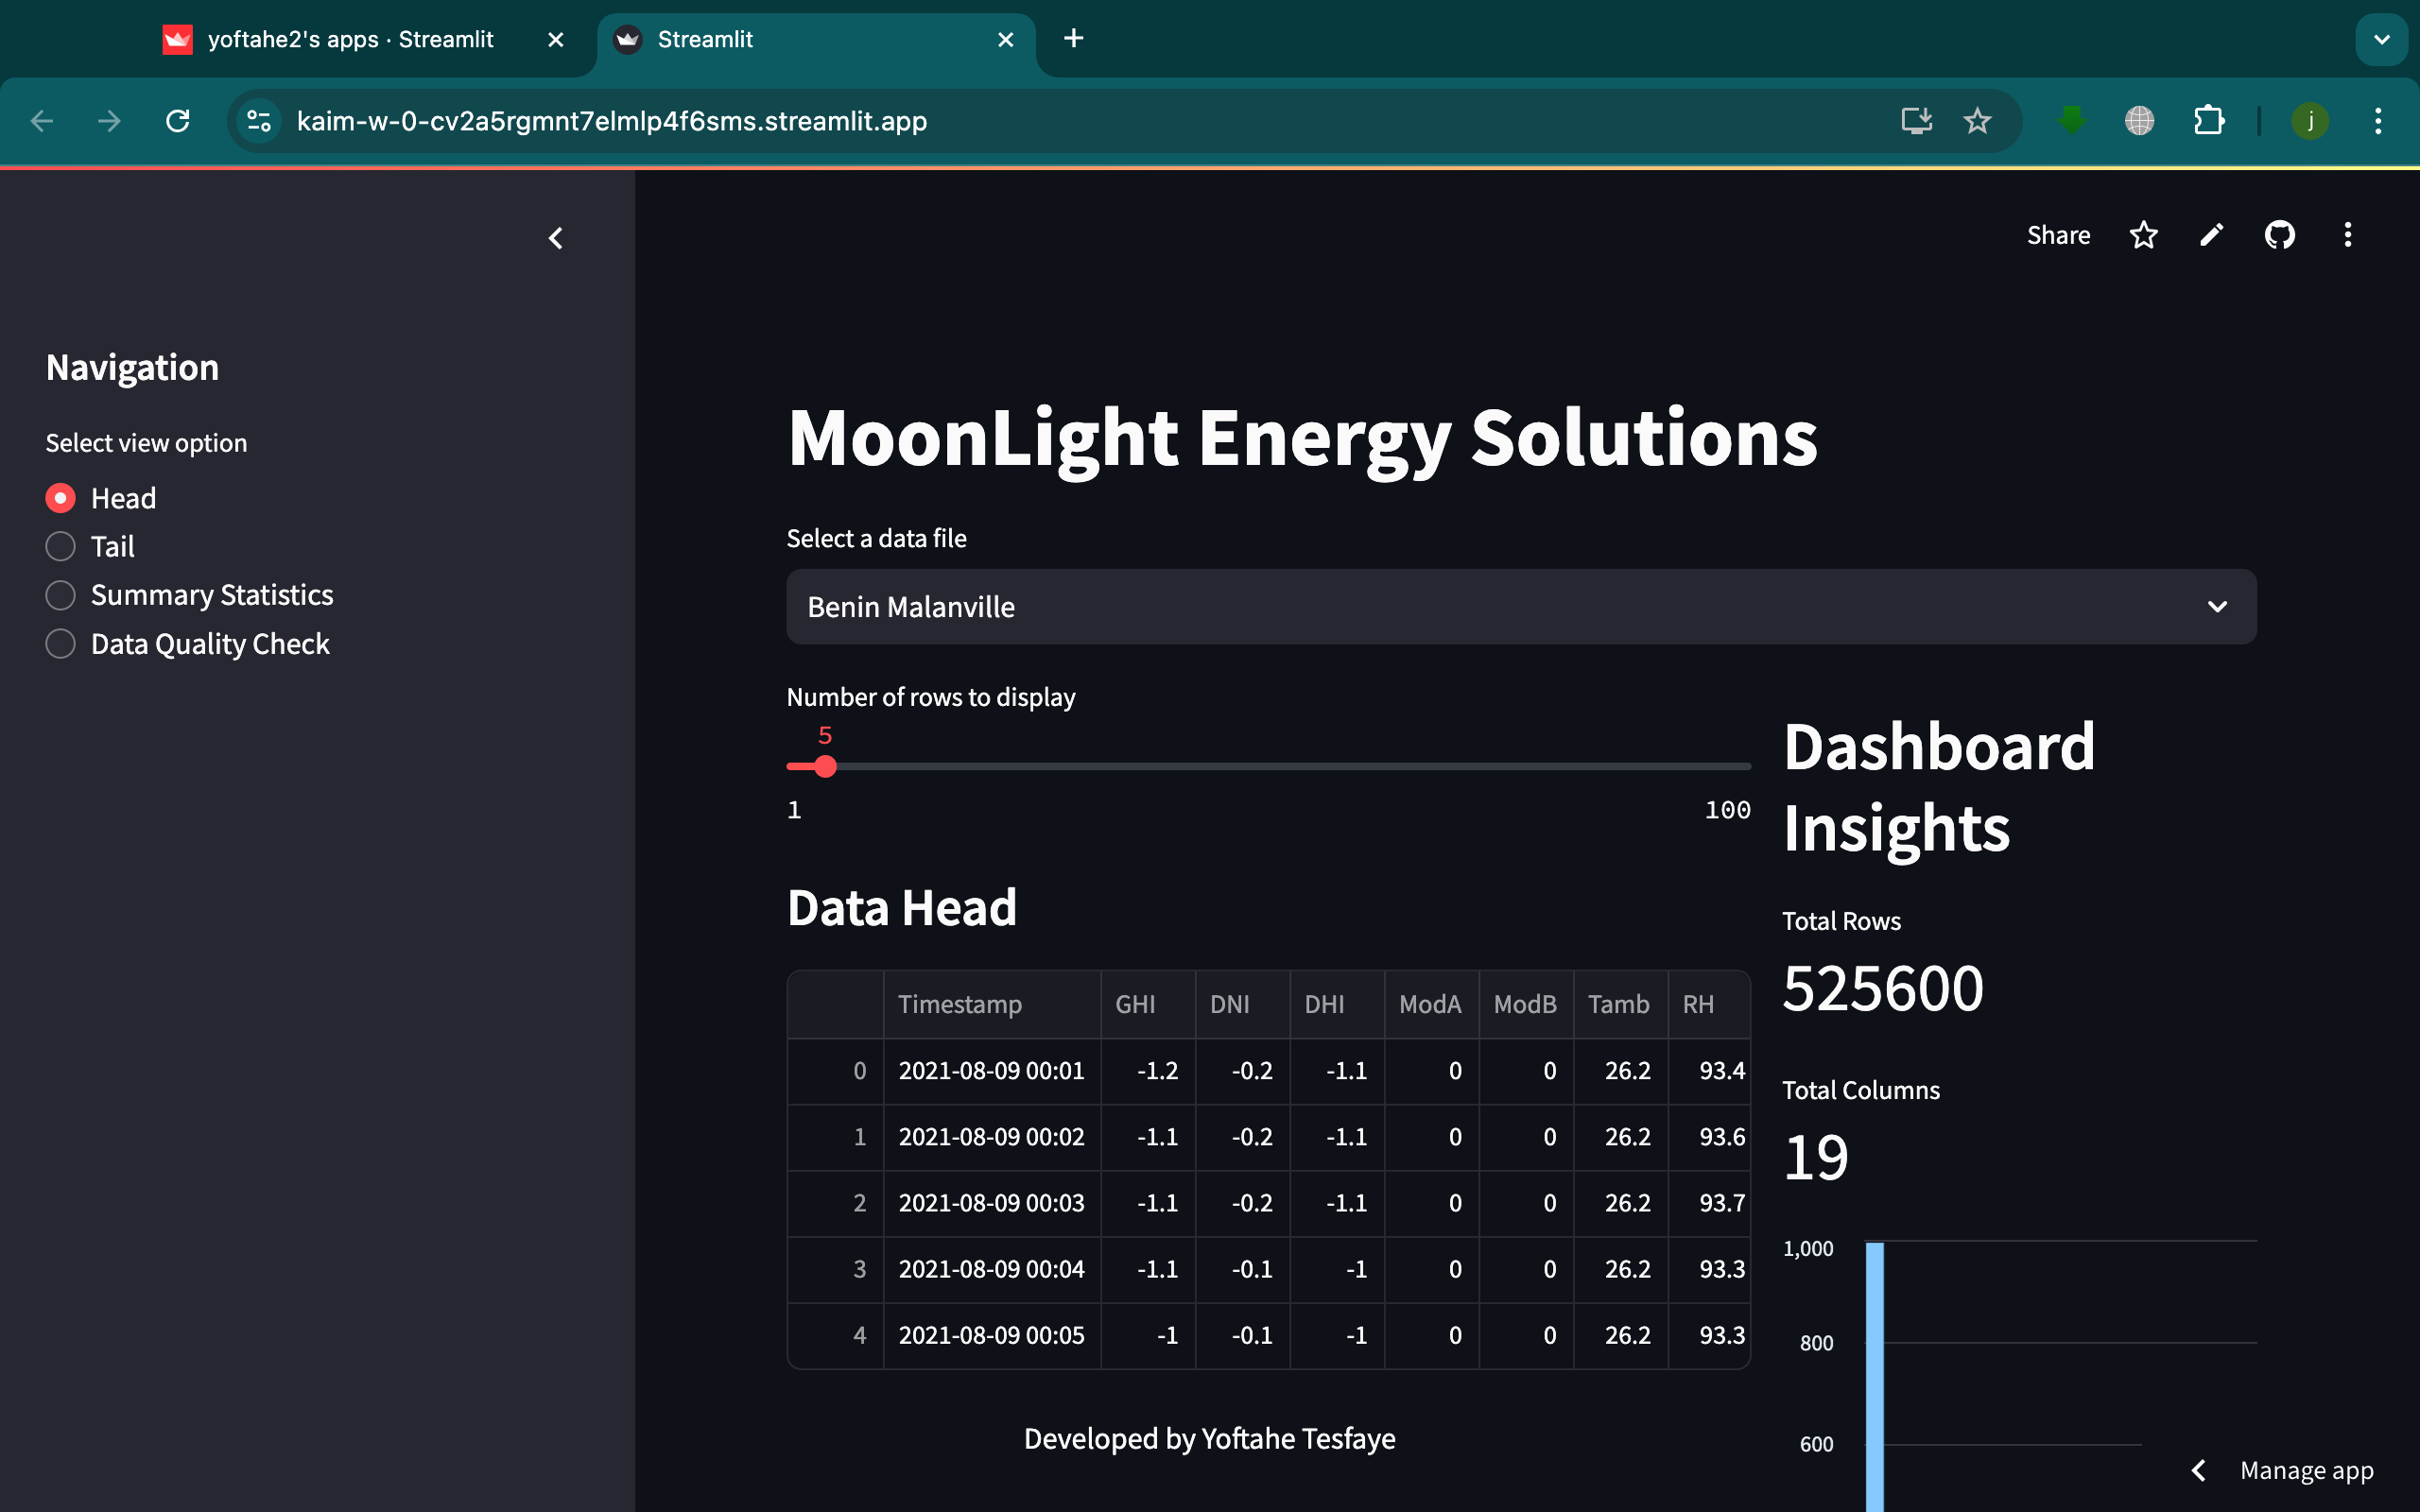 yoftahe2's apps · Streamlit
Streamlit
kaim-w-0-cv2a5rgmnt7elmlp4f6sms.streamlit.app
j
Share
Navigation
Select view option
Head
Tail
Summary Statistics
Data Quality Check
MoonLight Energy Solutions
Select a data file
Benin Malanville
Number of rows to display
5
1 100
Data Head
Timestamp GHI DNI DHI ModA ModB Tamb RH
0 2021-08-09 00:01 -1.2 -0.2 -1.1 0 0 26.2 93.4
1 2021-08-09 00:02 -1.1 -0.2 -1.1 0 0 26.2 93.6
2 2021-08-09 00:03 -1.1 -0.2 -1.1 0 0 26.2 93.7
3 2021-08-09 00:04 -1.1 -0.1 -1 0 0 26.2 93.3
4 2021-08-09 00:05 -1 -0.1 -1 0 0 26.2 93.3
Developed by Yoftahe Tesfaye
Dashboard
Insights
Total Rows
525600
Total Columns
19
1,000
800
600
Manage app